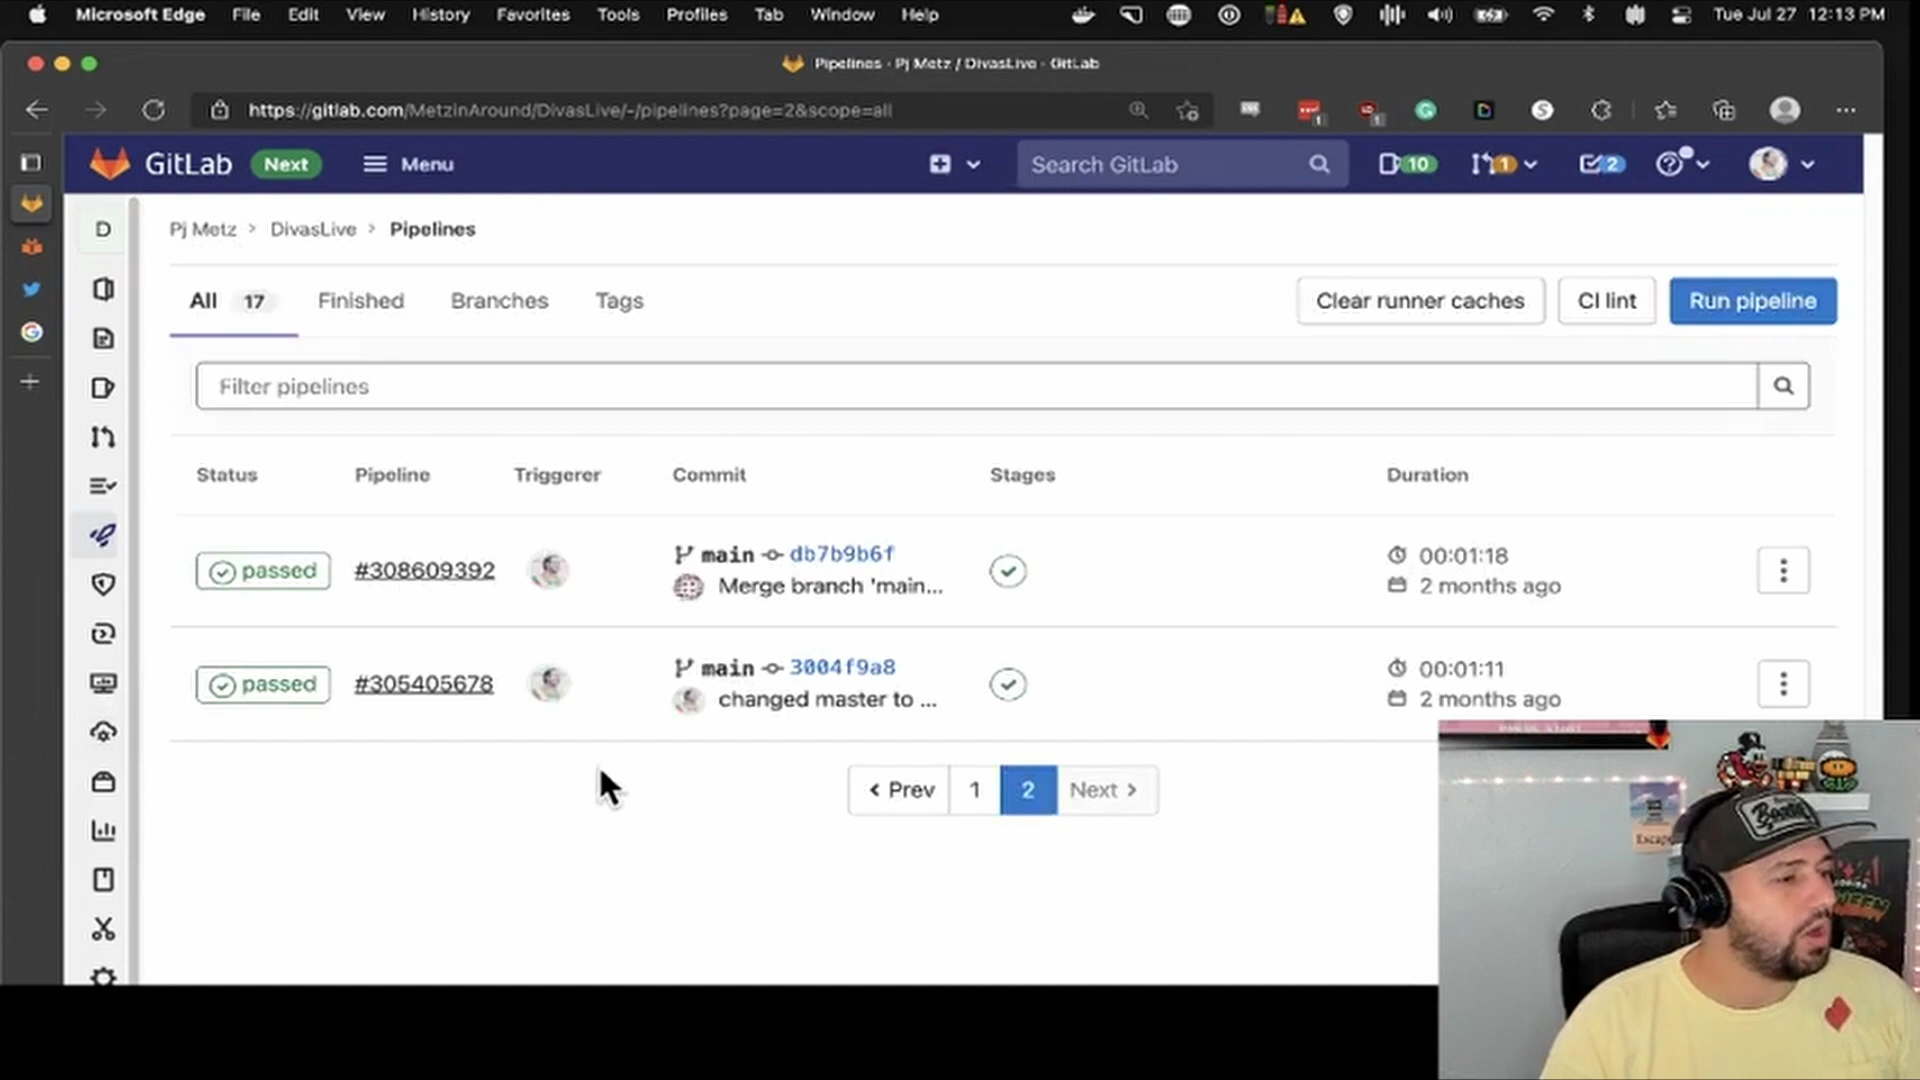 Microsoft Edge File Edit View History Favorites Tools Profiles Tab Window Help Tue Jul 27 12:13 PM
Pipelines · Pj Metz / DivasLive · GitLab
https://gitlab.com/MetzinAround/DivasLive/-/pipelines?page=2&scope=all
GitLab Next Menu Search GitLab 10 1 2
D
Pj Metz > DivasLive > Pipelines
All 17 Finished Branches Tags Clear runner caches CI lint Run pipeline
Filter pipelines
Status Pipeline Triggerer Commit Stages Duration
passed #308609392 main db7b9b6f 00:01:18
Merge branch 'main... 2 months ago
passed #305405678 main 3004f9a8 00:01:11
changed master to ... 2 months ago
Prev 1 2 Next
Escape